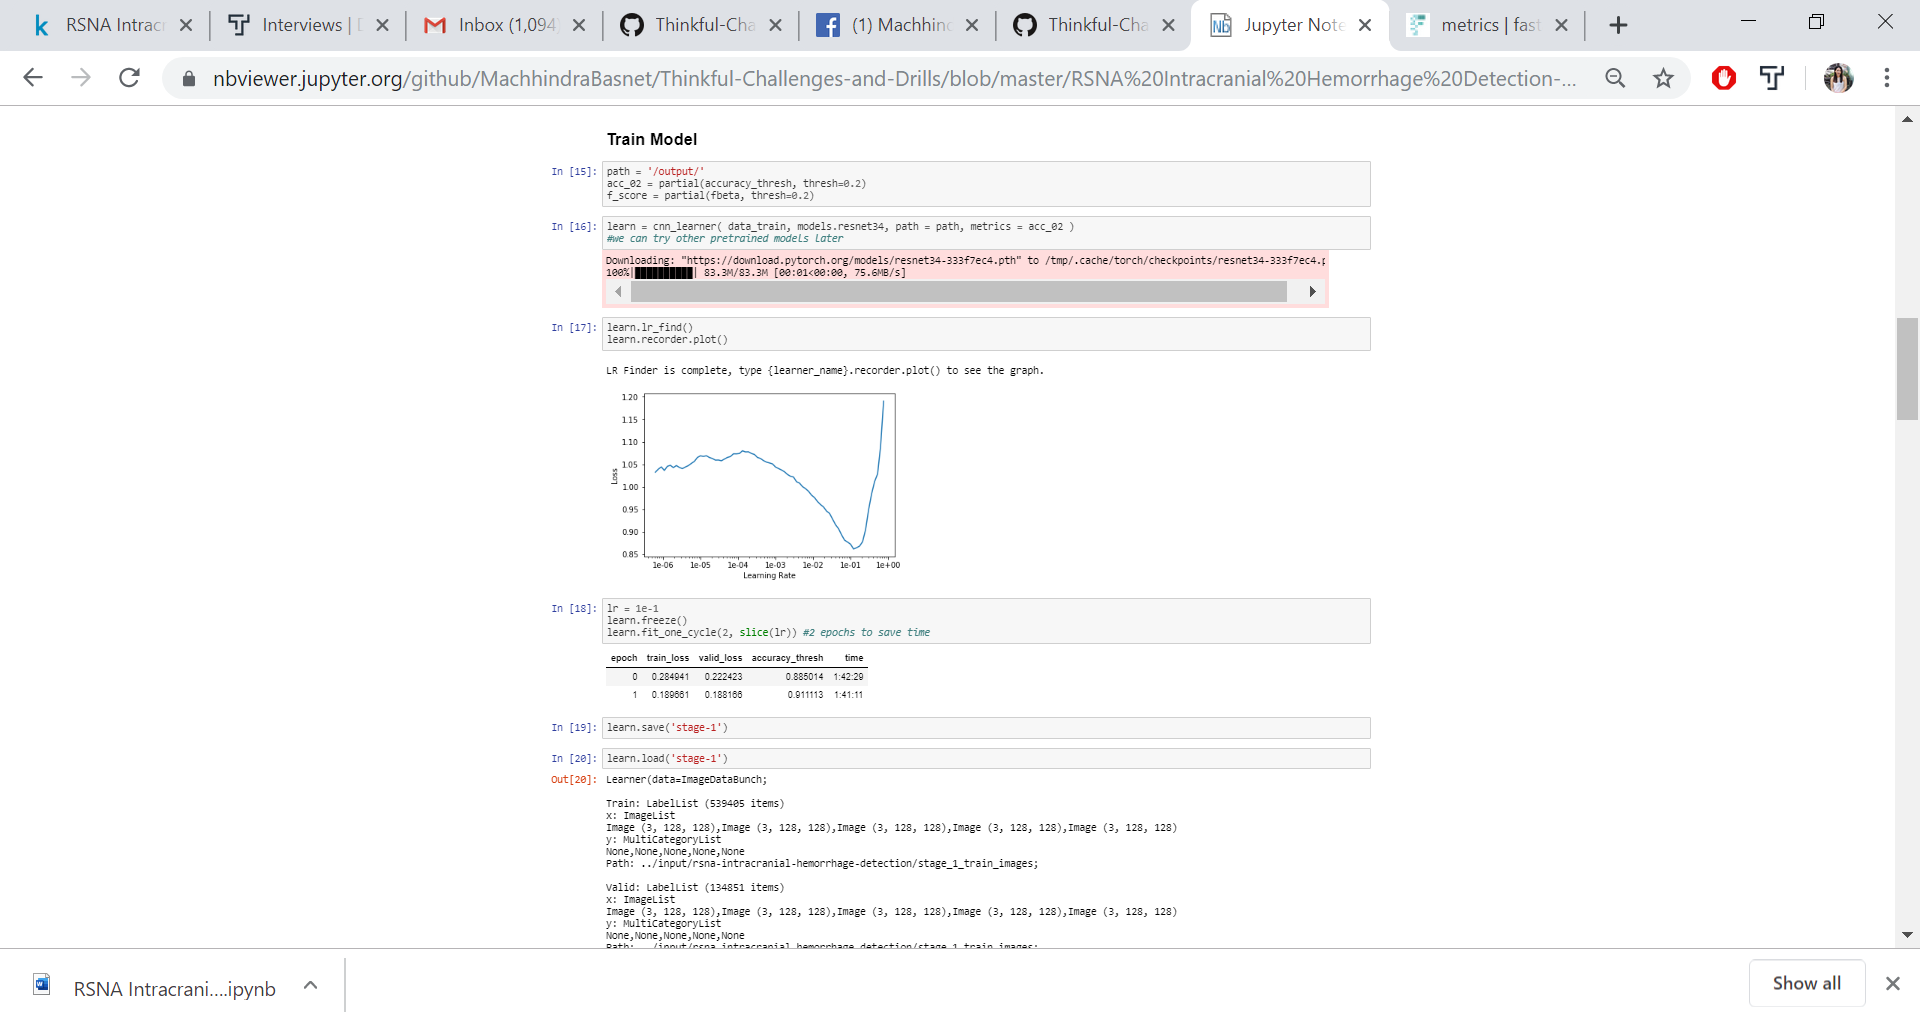 RSNA Intracr
Interviews | D
Inbox (1,094
Thinkful-Cha
(1) Machhind
Thinkful-Cha
Jupyter Note
metrics | fast
nbviewer.jupyter.org/github/MachhindraBasnet/Thinkful-Challenges-and-Drills/blob/master/RSNA%20Intracranial%20Hemorrhage%20Detection-...
Train Model
In [15]: path = '/output/'
acc_02 = partial(accuracy_thresh, thresh=0.2)
f_score = partial(fbeta, thresh=0.2)
In [16]: learn = cnn_learner( data_train, models.resnet34, path = path, metrics = acc_02 )
#we can try other pretrained models later
Downloading: "https://download.pytorch.org/models/resnet34-333f7ec4.pth" to /tmp/.cache/torch/checkpoints/resnet34-333f7ec4.p
100%|██████████| 83.3M/83.3M [00:01<00:00, 75.6MB/s]
In [17]: learn.lr_find()
learn.recorder.plot()
LR Finder is complete, type {learner_name}.recorder.plot() to see the graph.
1.20
1.15
1.10
1.05
1.00
0.95
0.90
0.85
Loss
1e-06 1e-05 1e-04 1e-03 1e-02 1e-01 1e+00
Learning Rate
In [18]: lr = 1e-1
learn.freeze()
learn.fit_one_cycle(2, slice(lr)) #2 epochs to save time
epoch train_loss valid_loss accuracy_thresh time
0 0.284941 0.222423 0.885014 1:42:29
1 0.189661 0.188166 0.911113 1:41:11
In [19]: learn.save('stage-1')
In [20]: learn.load('stage-1')
Out[20]: Learner(data=ImageDataBunch;
Train: LabelList (539405 items)
x: ImageList
Image (3, 128, 128),Image (3, 128, 128),Image (3, 128, 128),Image (3, 128, 128),Image (3, 128, 128)
y: MultiCategoryList
None,None,None,None,None
Path: ../input/rsna-intracranial-hemorrhage-detection/stage_1_train_images;
Valid: LabelList (134851 items)
x: ImageList
Image (3, 128, 128),Image (3, 128, 128),Image (3, 128, 128),Image (3, 128, 128),Image (3, 128, 128)
y: MultiCategoryList
None,None,None,None,None
Path: ../input/rsna-intracranial-hemorrhage-detection/stage_1_train_images;
RSNA Intracrani....ipynb
Show all